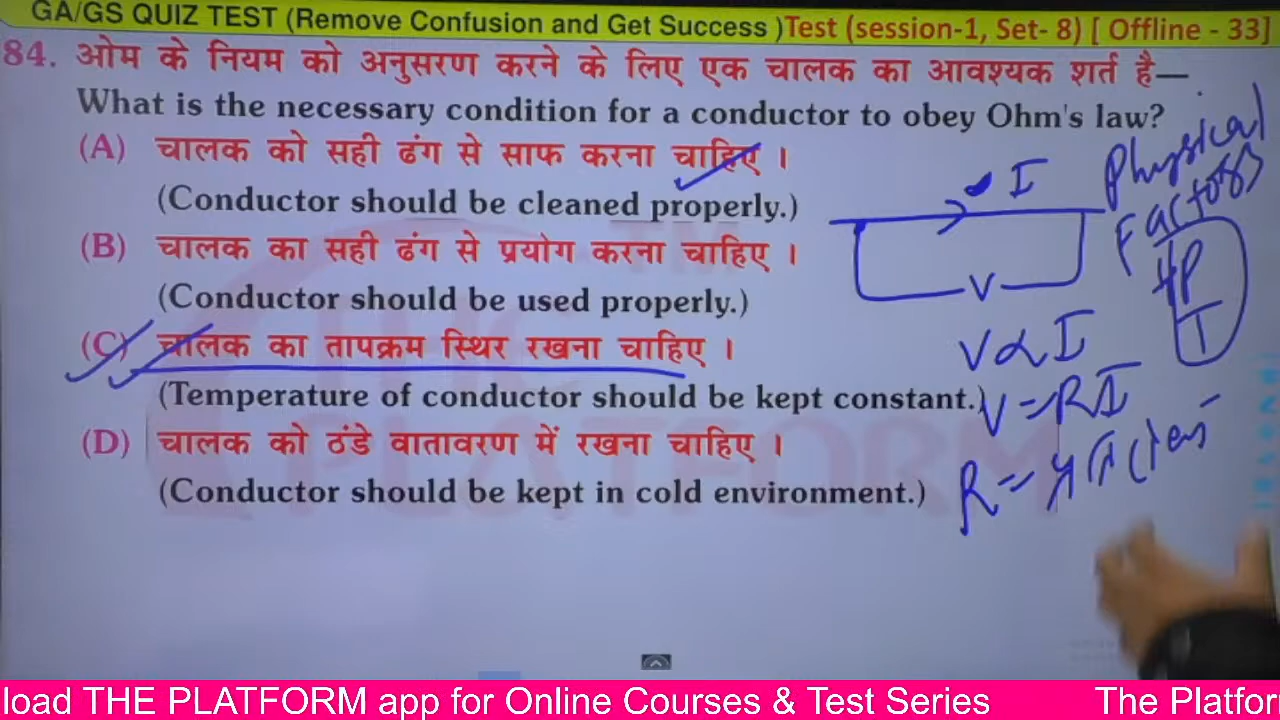 GA/GS QUIZ TEST (Remove Confusion and Get Success )Test (session-1, Set- 8) [ Offline - 33]
84. ओम के नियम को अनुसरण करने के लिए एक चालक का आवश्यक शर्त है—
What is the necessary condition for a conductor to obey Ohm's law?
(A) चालक को सही ढंग से साफ करना चाहिए ।
(Conductor should be cleaned properly.)
(B) चालक का सही ढंग से प्रयोग करना चाहिए ।
(Conductor should be used properly.)
(C) चालक का तापक्रम स्थिर रखना चाहिए ।
(Temperature of conductor should be kept constant.)
(D) चालक को ठंडे वातावरण में रखना चाहिए ।
(Conductor should be kept in cold environment.)
Physical
Factors
P
T
I
V
V∝I
V=RI
R=
PLATFORM
load THE PLATFORM app for Online Courses & Test Series
The Platfor